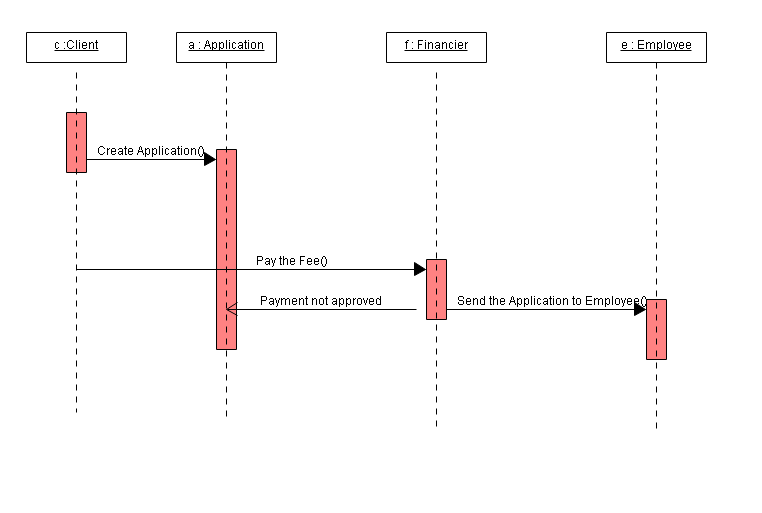 c :Client
a : Application
f : Financier
e : Employee
Create Application()
Pay the Fee()
Payment not approved
Send the Application to Employee()